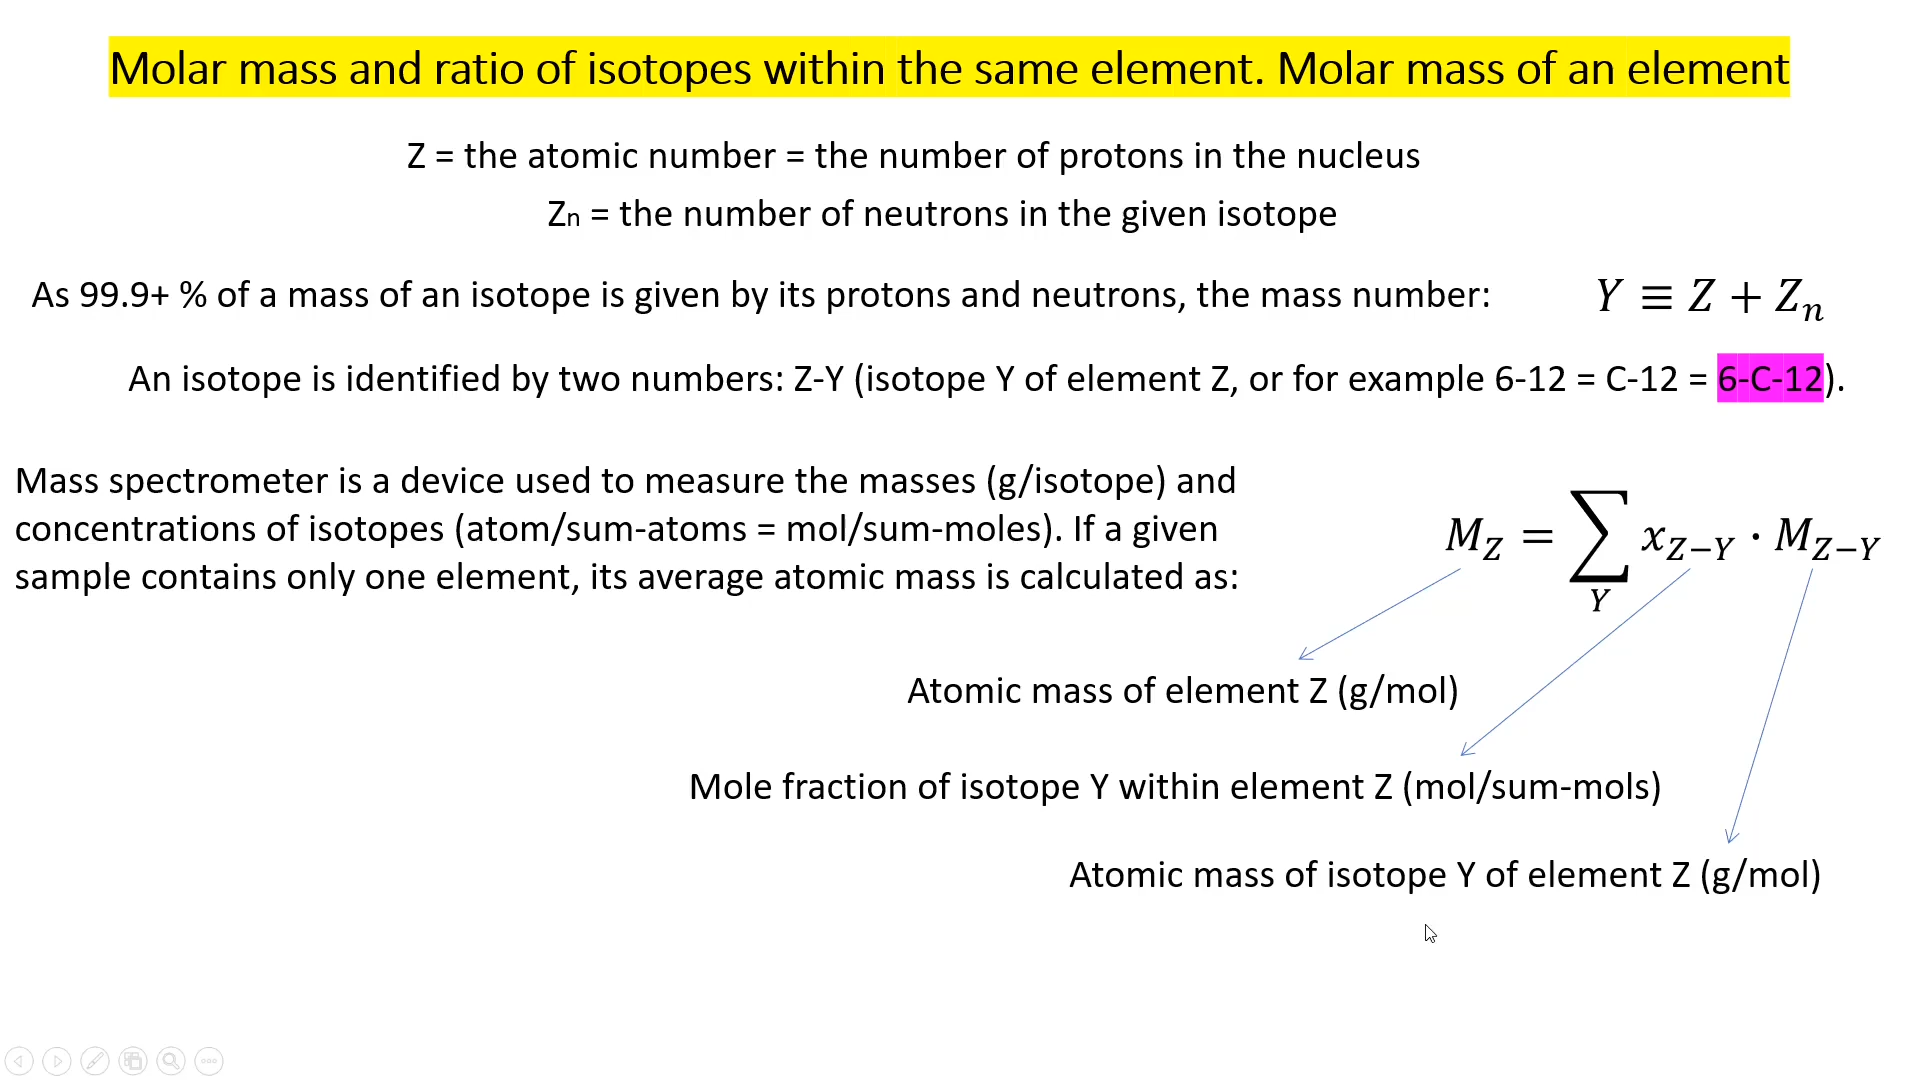 Molar mass and ratio of isotopes within the same element. Molar mass of an element
Z = the atomic number = the number of protons in the nucleus
Zn = the number of neutrons in the given isotope
As 99.9+ % of a mass of an isotope is given by its protons and neutrons, the mass number: Y ≡ Z + Zₙ
An isotope is identified by two numbers: Z-Y (isotope Y of element Z, or for example 6-12 = C-12 = 6-C-12).
Mass spectrometer is a device used to measure the masses (g/isotope) and
concentrations of isotopes (atom/sum-atoms = mol/sum-moles). If a given
sample contains only one element, its average atomic mass is calculated as:
M_Z = ∑_Y x_{Z−Y} · M_{Z−Y}
Atomic mass of element Z (g/mol)
Mole fraction of isotope Y within element Z (mol/sum-mols)
Atomic mass of isotope Y of element Z (g/mol)